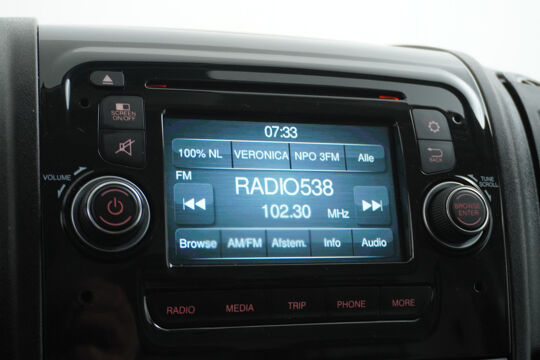 SCREEN
ON/OFF
VOLUME
07:33
100% NL VERONICA NPO 3FM Alle
FM
RADIO538
102.30 MHz
Browse AM/FM Afstem. Info Audio
BACK
TUNE
SCROLL
BROWSE
ENTER
RADIO MEDIA TRIP PHONE MORE